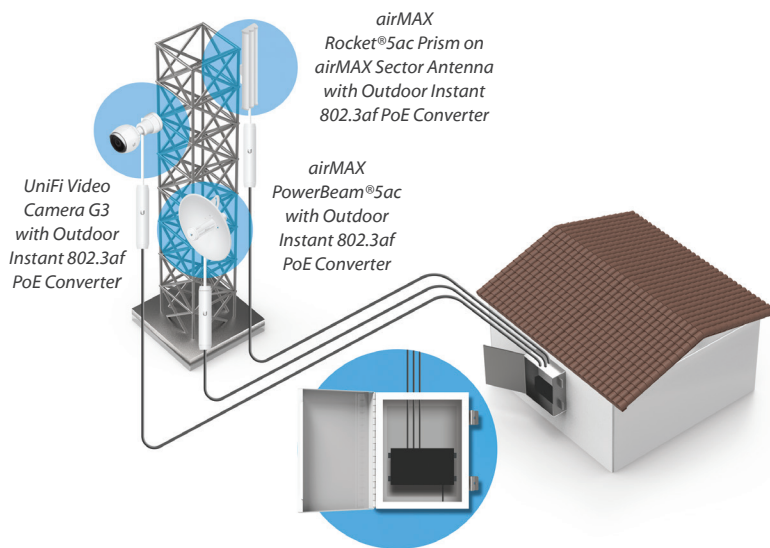 airMAX
Rocket®5ac Prism on
airMAX Sector Antenna
with Outdoor Instant
802.3af PoE Converter
airMAX
PowerBeam®5ac
with Outdoor
Instant 802.3af
PoE Converter
UniFi Video
Camera G3
with Outdoor
Instant 802.3af
PoE Converter